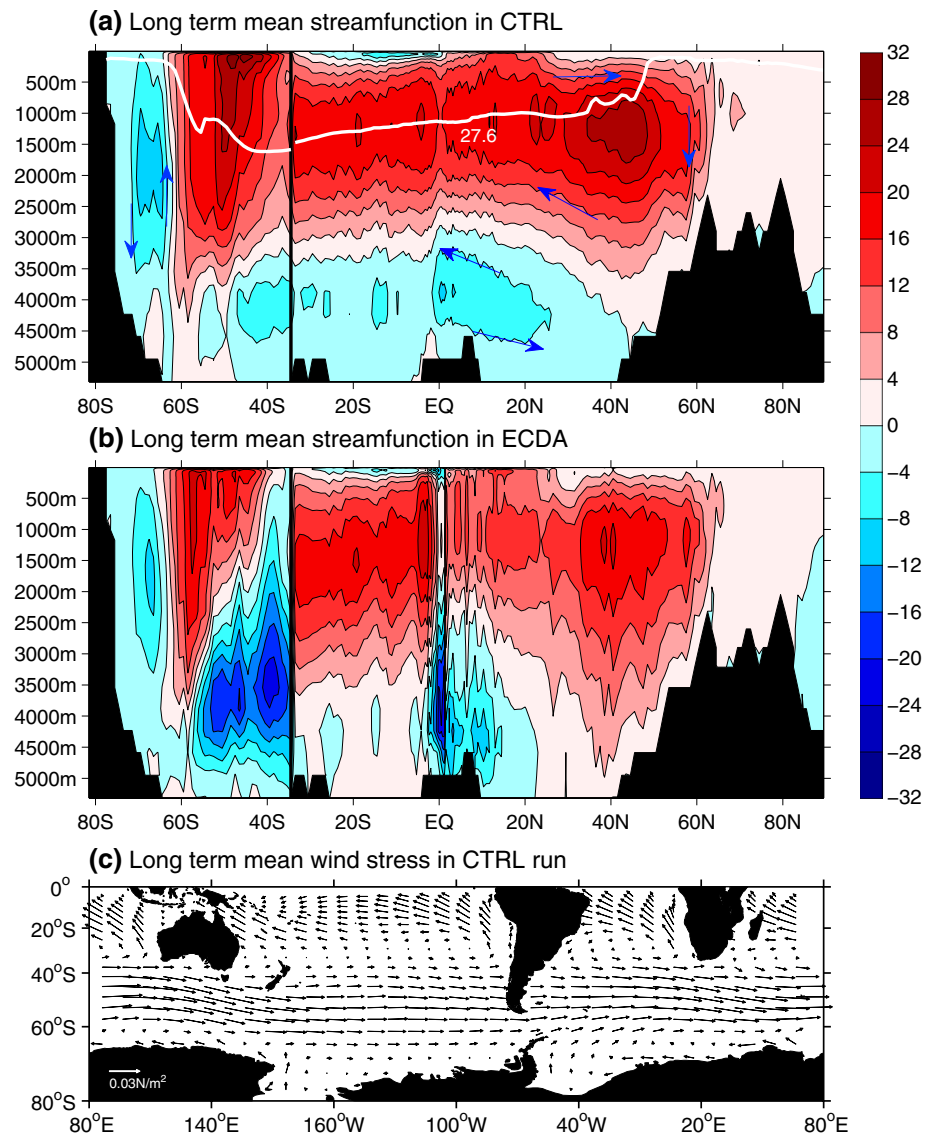 (a) Long term mean streamfunction in CTRL
500m
1000m
1500m
2000m
2500m
3000m
3500m
4000m
4500m
5000m
27.6
80S 60S 40S 20S EQ 20N 40N 60N 80N
32
28
24
20
16
12
8
4
0
−4
−8
−12
−16
−20
−24
−28
−32
(b) Long term mean streamfunction in ECDA
500m
1000m
1500m
2000m
2500m
3000m
3500m
4000m
4500m
5000m
80S 60S 40S 20S EQ 20N 40N 60N 80N
(c) Long term mean wind stress in CTRL run
0°
20°S
40°S
60°S
80°S
0.03N/m²
80°E 140°E 160°W 100°W 40°W 20°E 80°E